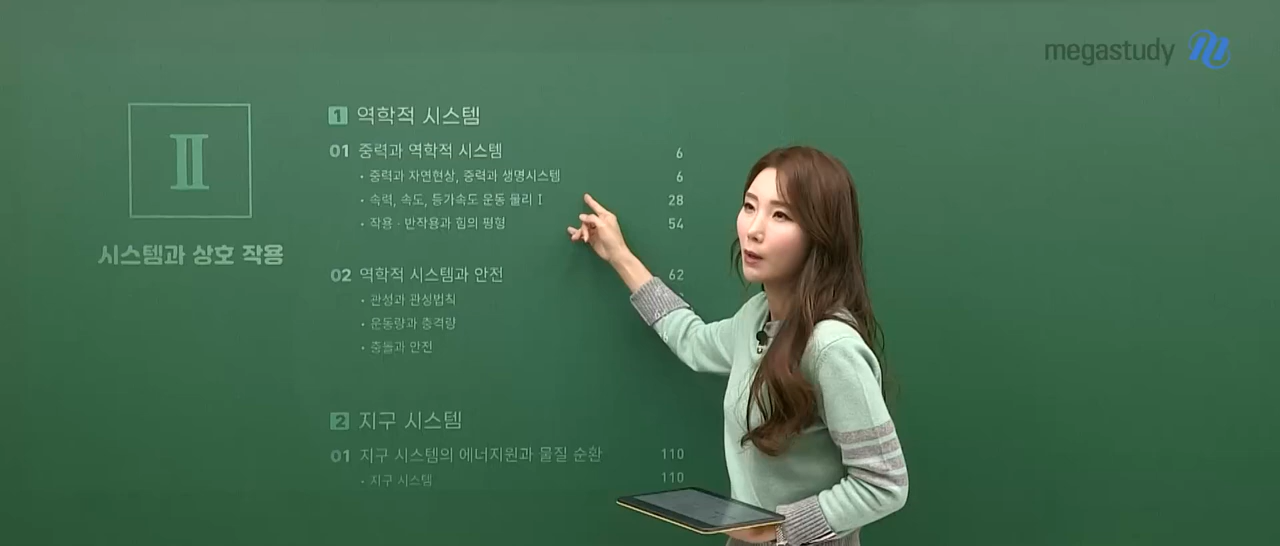 megastudy
Ⅱ
시스템과 상호 작용
1 역학적 시스템
01 중력과 역학적 시스템 6
· 중력과 자연현상, 중력과 생명시스템 6
· 속력, 속도, 등가속도 운동 물리 Ⅰ 28
· 작용 · 반작용과 힘의 평형 54
02 역학적 시스템과 안전 62
· 관성과 관성법칙
· 운동량과 충격량
· 충돌과 안전
2 지구 시스템
01 지구 시스템의 에너지원과 물질 순환 110
· 지구 시스템 110